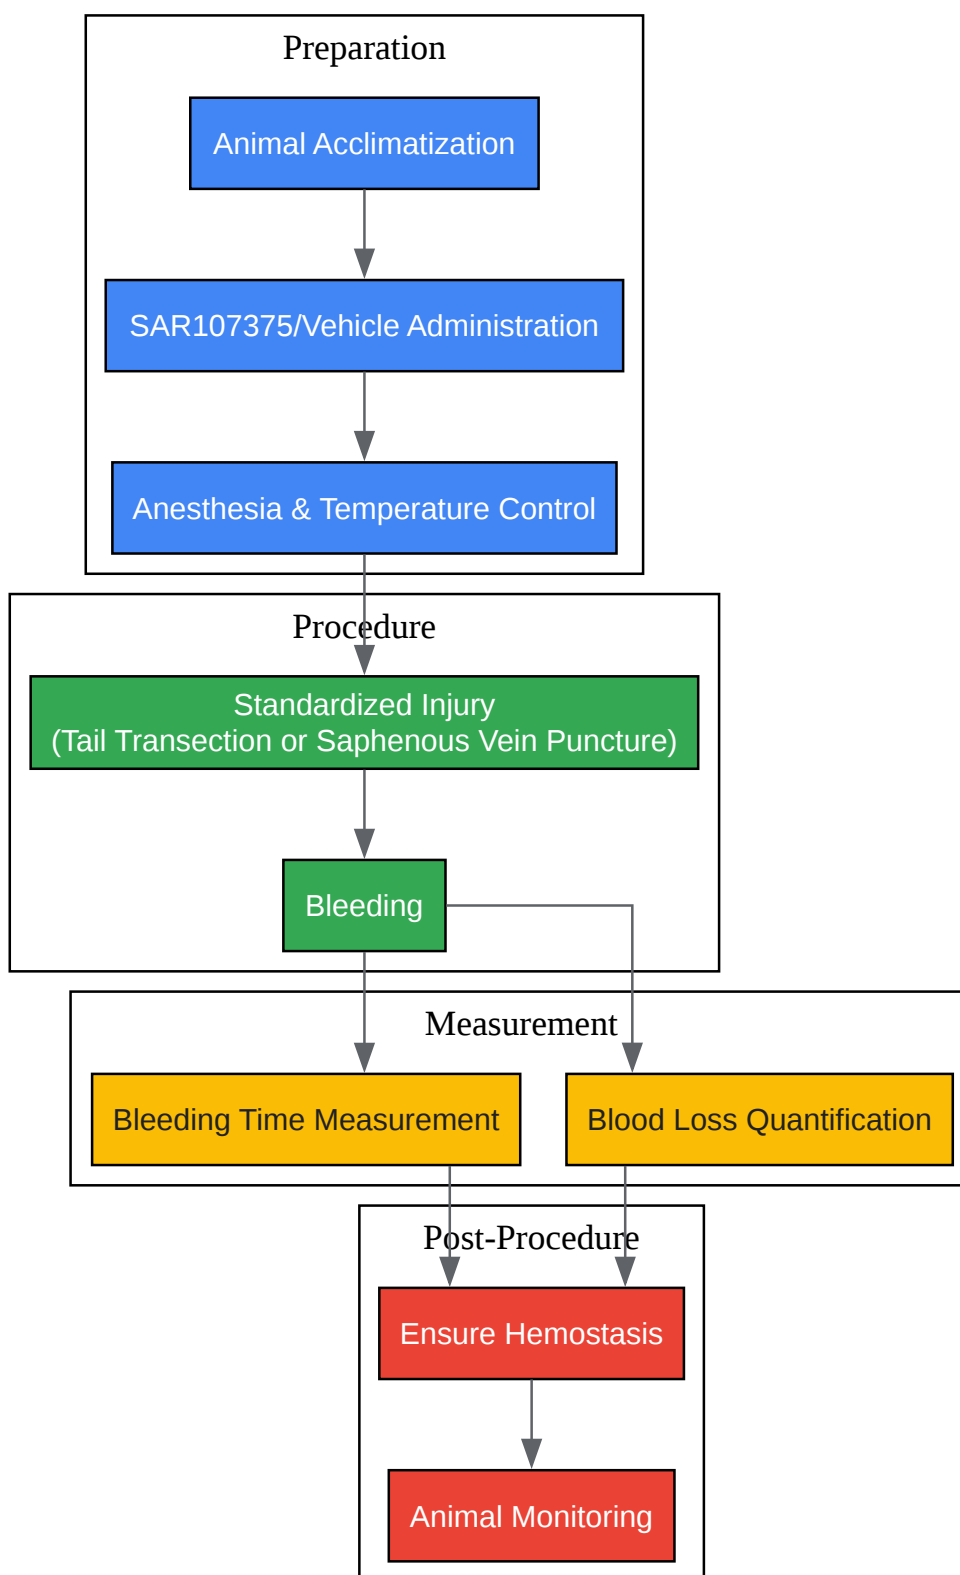 Preparation
Animal Acclimatization
SAR107375/Vehicle Administration
Anesthesia & Temperature Control
Procedure
Standardized Injury
(Tail Transection or Saphenous Vein Puncture)
Bleeding
Measurement
Bleeding Time Measurement
Blood Loss Quantification
Post-Procedure
Ensure Hemostasis
Animal Monitoring